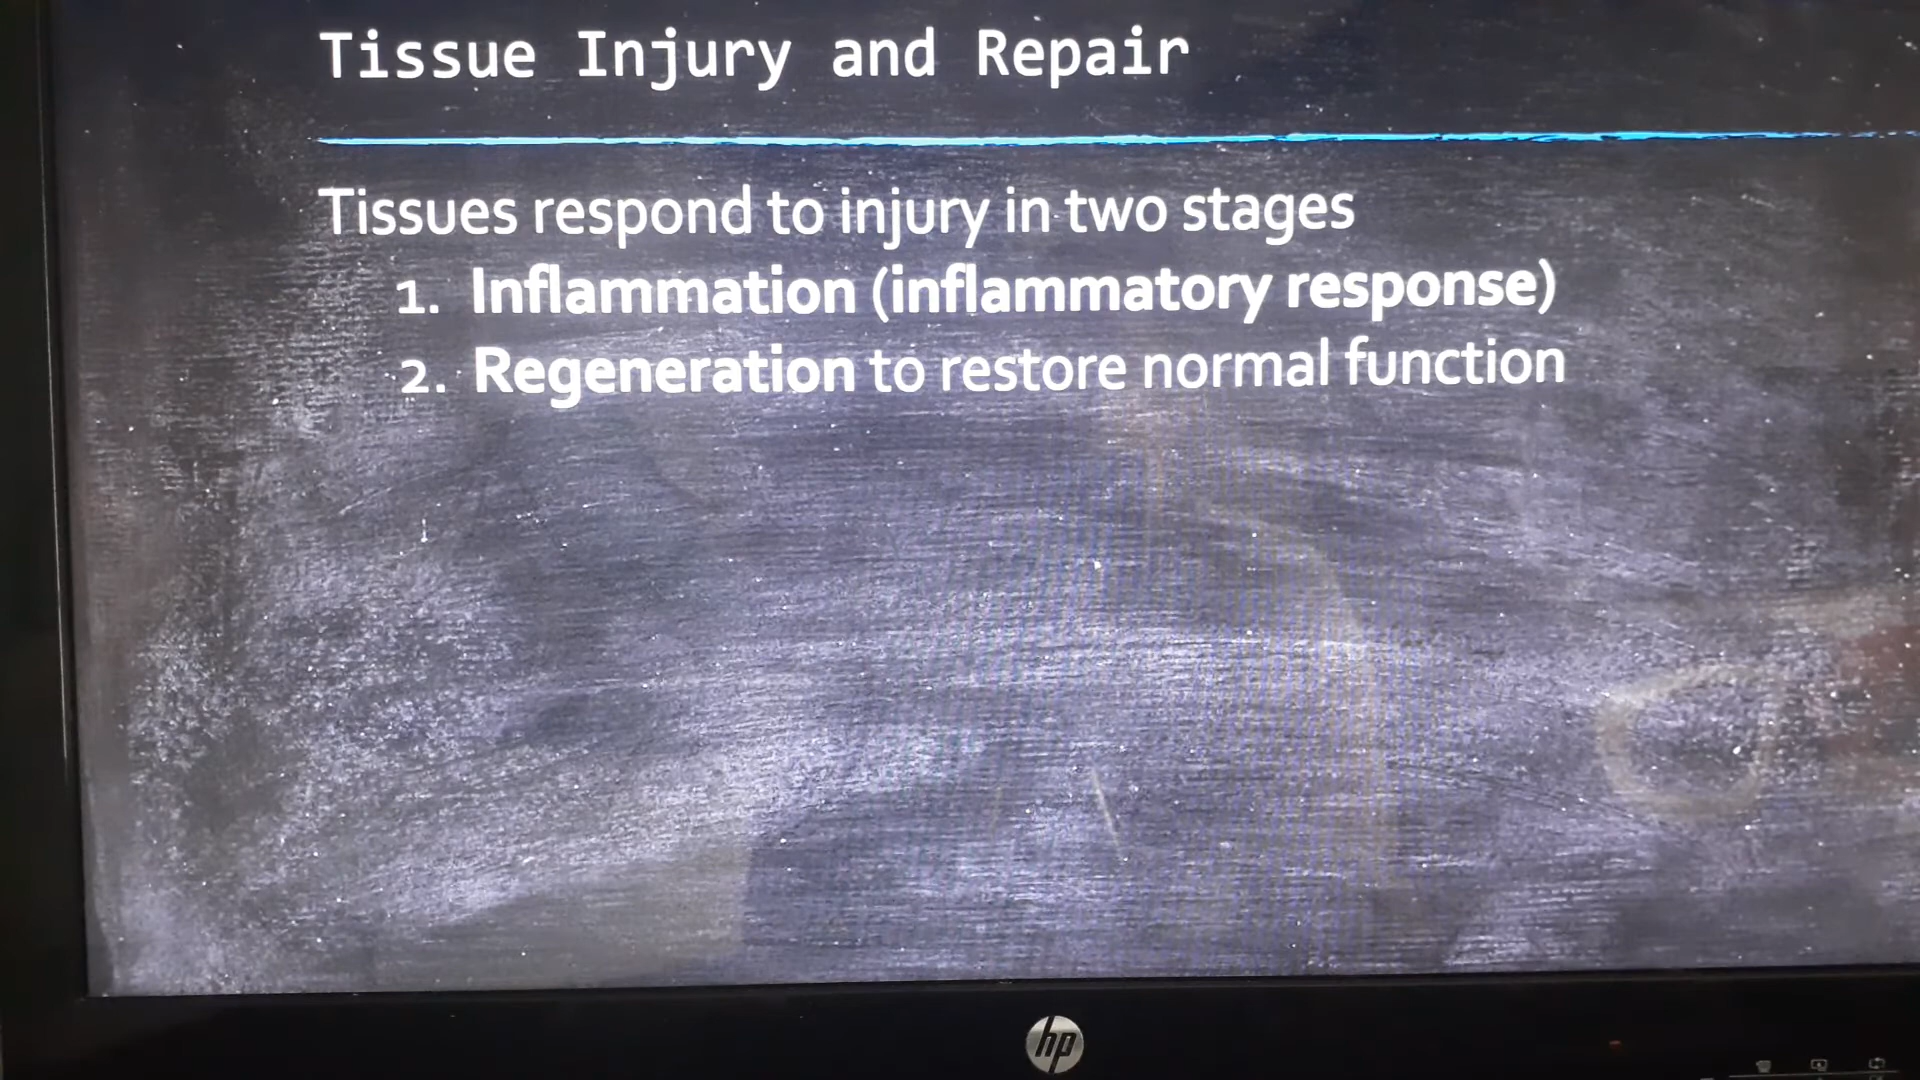 Tissue Injury and Repair
Tissues respond to injury in two stages
1. Inflammation (inflammatory response)
2. Regeneration to restore normal function
hp